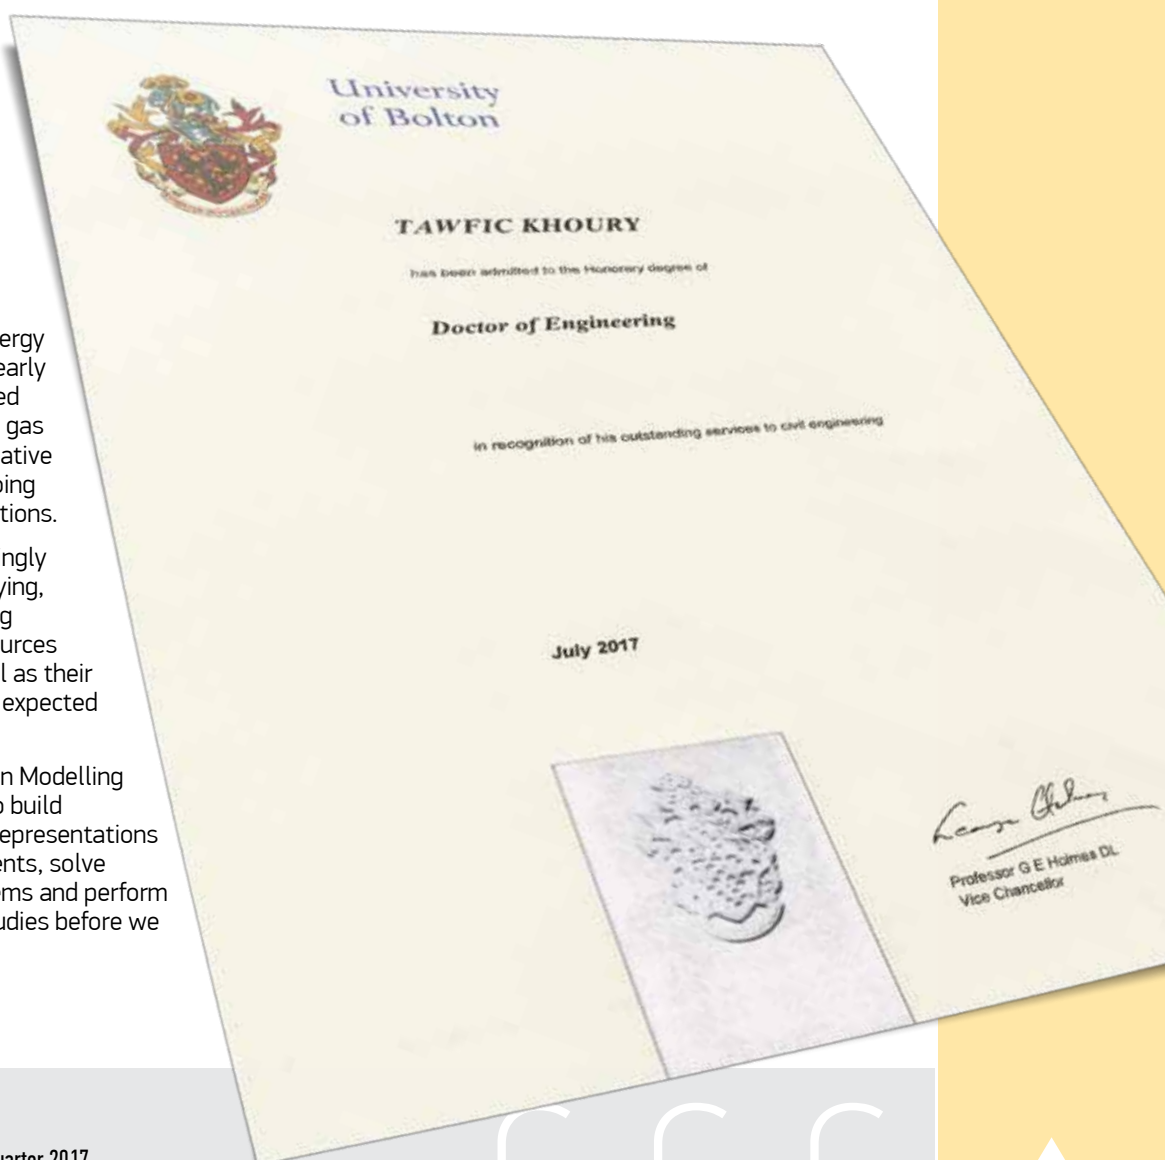 University
of Bolton
TAWFIC KHOURY
has been admitted to the Honorary degree of
Doctor of Engineering
in recognition of his outstanding services to civil engineering
July 2017
Professor G E Holmes DL
Vice Chancellor
ergy
early
ed
gas
ative
ing
tions.
ngly
ying,
g
urces
l as their
expected
n Modelling
o build
epresentations
ents, solve
ems and perform
udies before we
uarter 2017